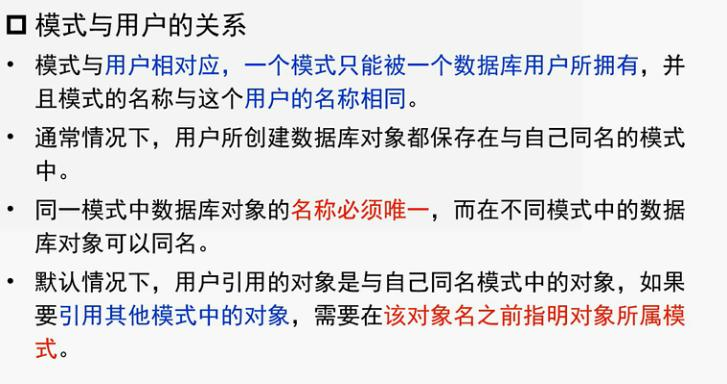 模式与用户的关系
• 模式与用户相对应，一个模式只能被一个数据库用户所拥有，并
且模式的名称与这个用户的名称相同。
• 通常情况下，用户所创建数据库对象都保存在与自己同名的模式
中。
• 同一模式中数据库对象的名称必须唯一，而在不同模式中的数据
库对象可以同名。
• 默认情况下，用户引用的对象是与自己同名模式中的对象，如果
要引用其他模式中的对象，需要在该对象名之前指明对象所属模
式。